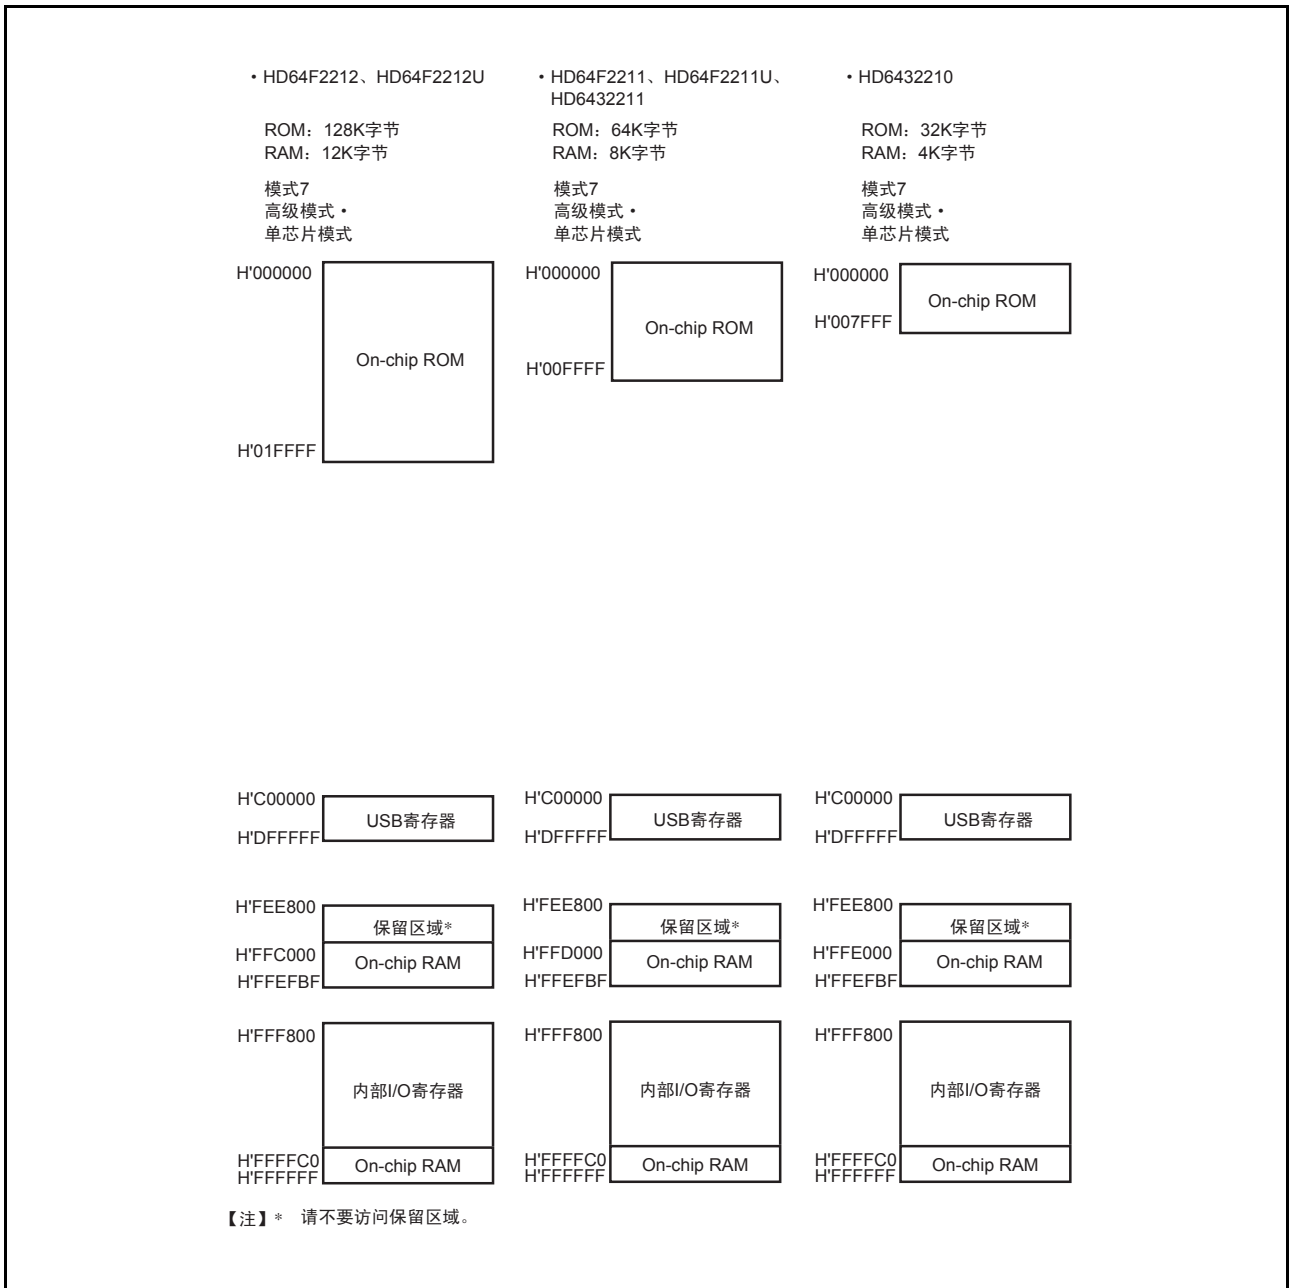 ・HD64F2212、HD64F2212U
ROM：128K字节
RAM：12K字节
模式7
高级模式・
单芯片模式
H'000000
On-chip ROM
H'01FFFF
H'C00000
USB寄存器
H'DFFFFF
H'FEE800
保留区域*
H'FFC000
On-chip RAM
H'FFEFBF
H'FFF800
内部I/O寄存器
H'FFFFC0
On-chip RAM
H'FFFFFF
・HD64F2211、HD64F2211U、
HD6432211
ROM：64K字节
RAM：8K字节
模式7
高级模式・
单芯片模式
H'000000
On-chip ROM
H'00FFFF
H'C00000
USB寄存器
H'DFFFFF
H'FEE800
保留区域*
H'FFD000
On-chip RAM
H'FFEFBF
H'FFF800
内部I/O寄存器
H'FFFFC0
On-chip RAM
H'FFFFFF
・HD6432210
ROM：32K字节
RAM：4K字节
模式7
高级模式・
单芯片模式
H'000000
On-chip ROM
H'007FFF
H'C00000
USB寄存器
H'DFFFFF
H'FEE800
保留区域*
H'FFE000
On-chip RAM
H'FFEFBF
H'FFF800
内部I/O寄存器
H'FFFFC0
On-chip RAM
H'FFFFFF
【注】* 请不要访问保留区域。